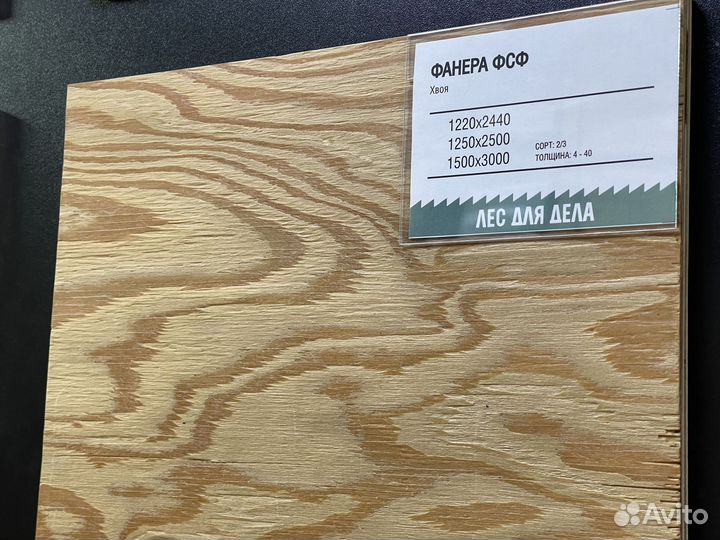 ФАНЕРА ФСФ
Хвоя
1220х2440
1250х2500
1500х3000
СОРТ: 2/3
ТОЛЩИНА: 4 - 40
ЛЕС ДЛЯ ДЕЛА
Avito